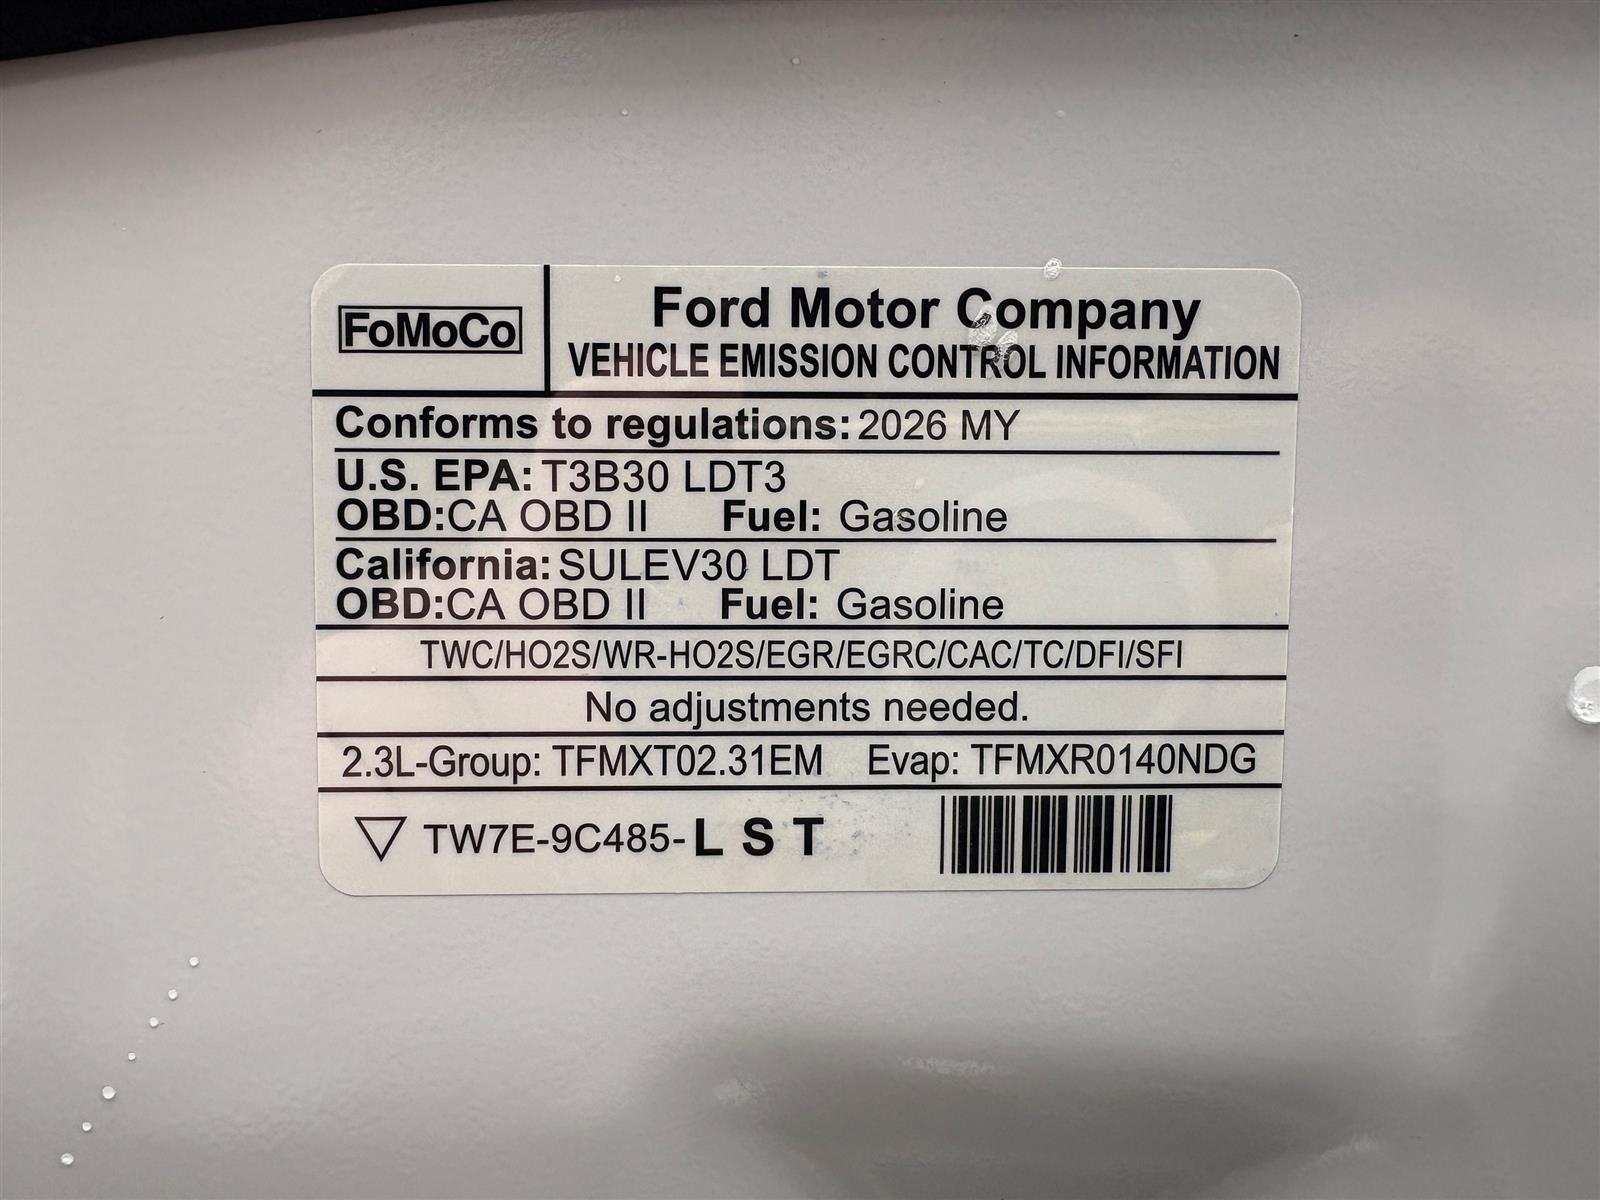 FoMoCo
Ford Motor Company
VEHICLE EMISSION CONTROL INFORMATION
Conforms to regulations: 2026 MY
U.S. EPA: T3B30 LDT3
OBD: CA OBD II Fuel: Gasoline
California: SULEV30 LDT
OBD: CA OBD II Fuel: Gasoline
TWC/HO2S/WR-HO2S/EGR/EGRC/CAC/TC/DFI/SFI
No adjustments needed.
2.3L-Group: TFMXT02.31EM Evap: TFMXR0140NDG
TW7E-9C485-L S T